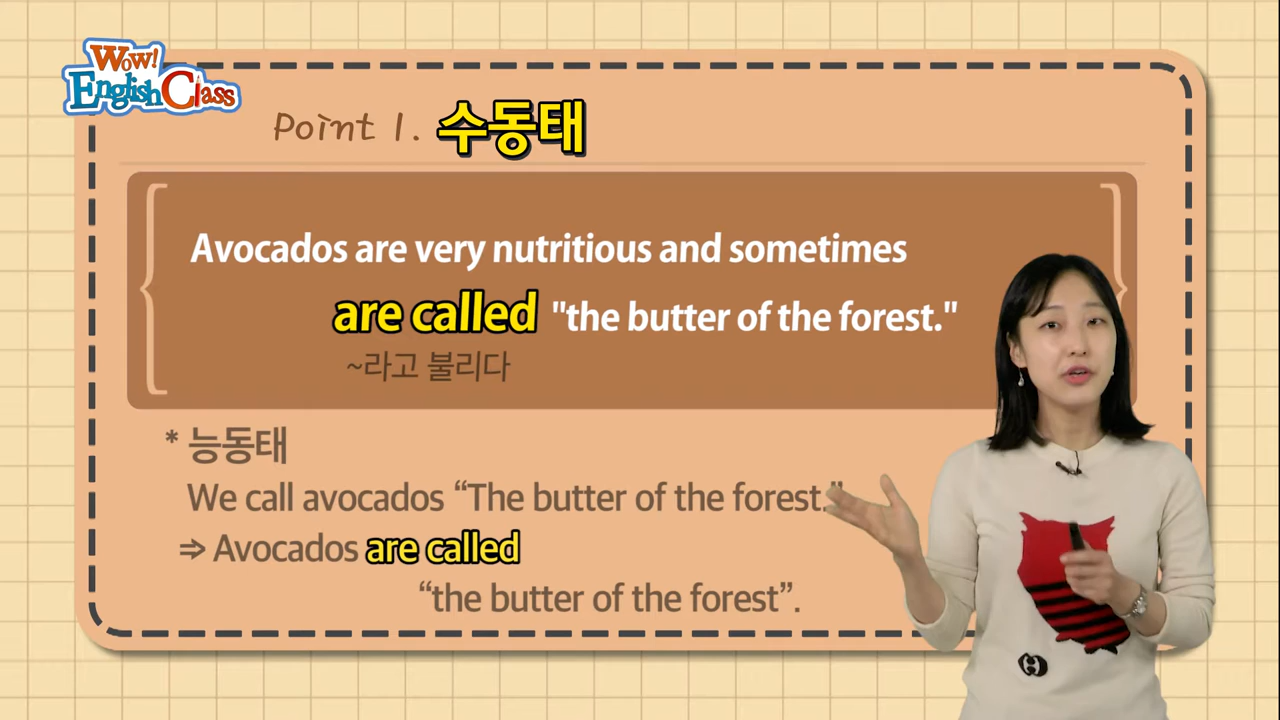 Wow!
English Class
Point 1. 수동태
Avocados are very nutritious and sometimes
are called "the butter of the forest."
~라고 불리다
* 능동태
We call avocados “The butter of the forest.”
⇒ Avocados are called
“the butter of the forest”.